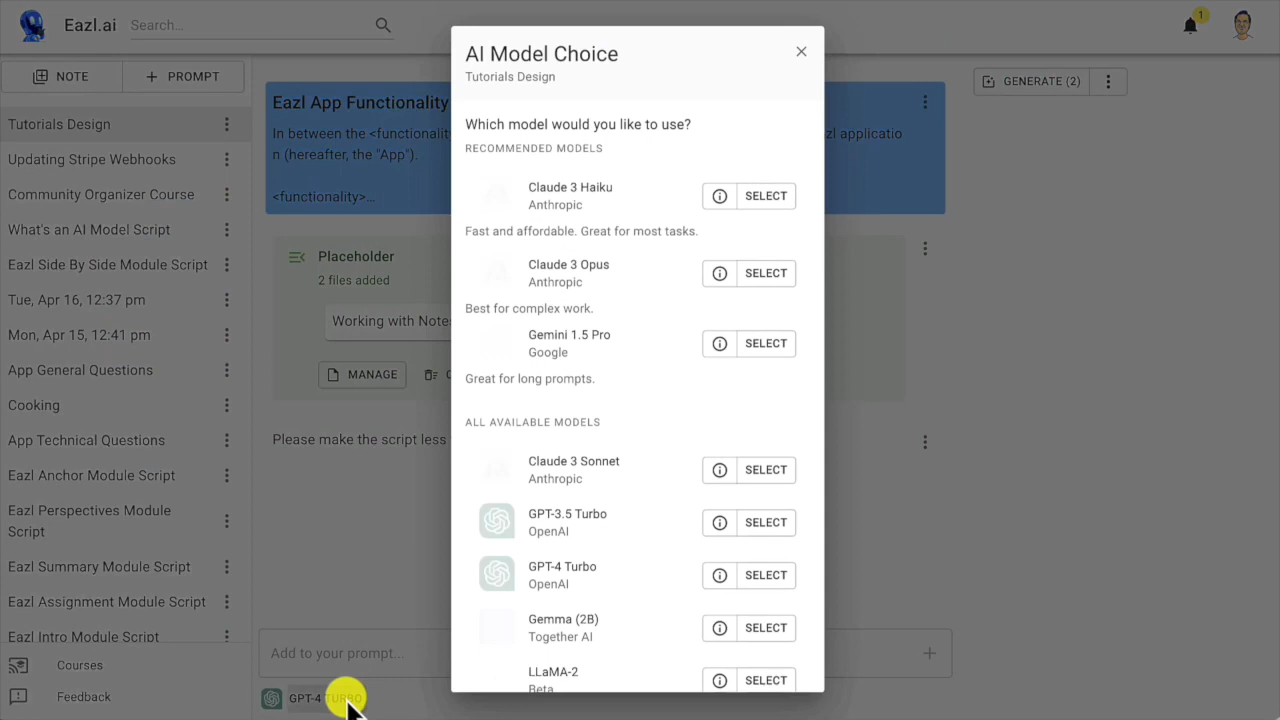 Eazl.ai
Search...
1
NOTE
PROMPT
Tutorials Design
Updating Stripe Webhooks
Community Organizer Course
What's an AI Model Script
Eazl Side By Side Module Script
Tue, Apr 16, 12:37 pm
Mon, Apr 15, 12:41 pm
App General Questions
Cooking
App Technical Questions
Eazl Anchor Module Script
Eazl Perspectives Module
Script
Eazl Summary Module Script
Eazl Assignment Module Script
Eazl Intro Module Script
Courses
Feedback
Eazl App Functionality
In between the
applicatio
n (hereafter, the "App").
<functionality>...
Placeholder
2 files added
Working with
MANAGE
Please make the script less
Add to your prompt...
GPT-4 TURBO
GENERATE (2)
AI Model Choice
Tutorials Design
Which model would you like to use?
RECOMMENDED MODELS
Claude 3 Haiku
Anthropic
SELECT
Fast and affordable. Great for most tasks.
Claude 3 Opus
Anthropic
SELECT
Best for complex work.
Gemini 1.5 Pro
Google
SELECT
Great for long prompts.
ALL AVAILABLE MODELS
Claude 3 Sonnet
Anthropic
SELECT
GPT-3.5 Turbo
OpenAI
SELECT
GPT-4 Turbo
OpenAI
SELECT
Gemma (2B)
Together AI
SELECT
LLaMA-2
Beta
SELECT